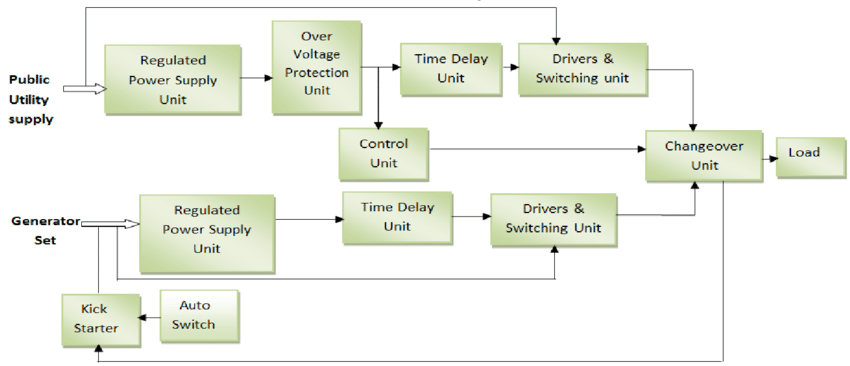 Public
Utility
supply
Regulated
Power Supply
Unit
Over
Voltage
Protection
Unit
Time Delay
Unit
Drivers &
Switching unit
Control
Unit
Changeover
Unit
Load
Generator
Set
Regulated
Power Supply
Unit
Time Delay
Unit
Drivers &
Switching Unit
Kick
Starter
Auto
Switch